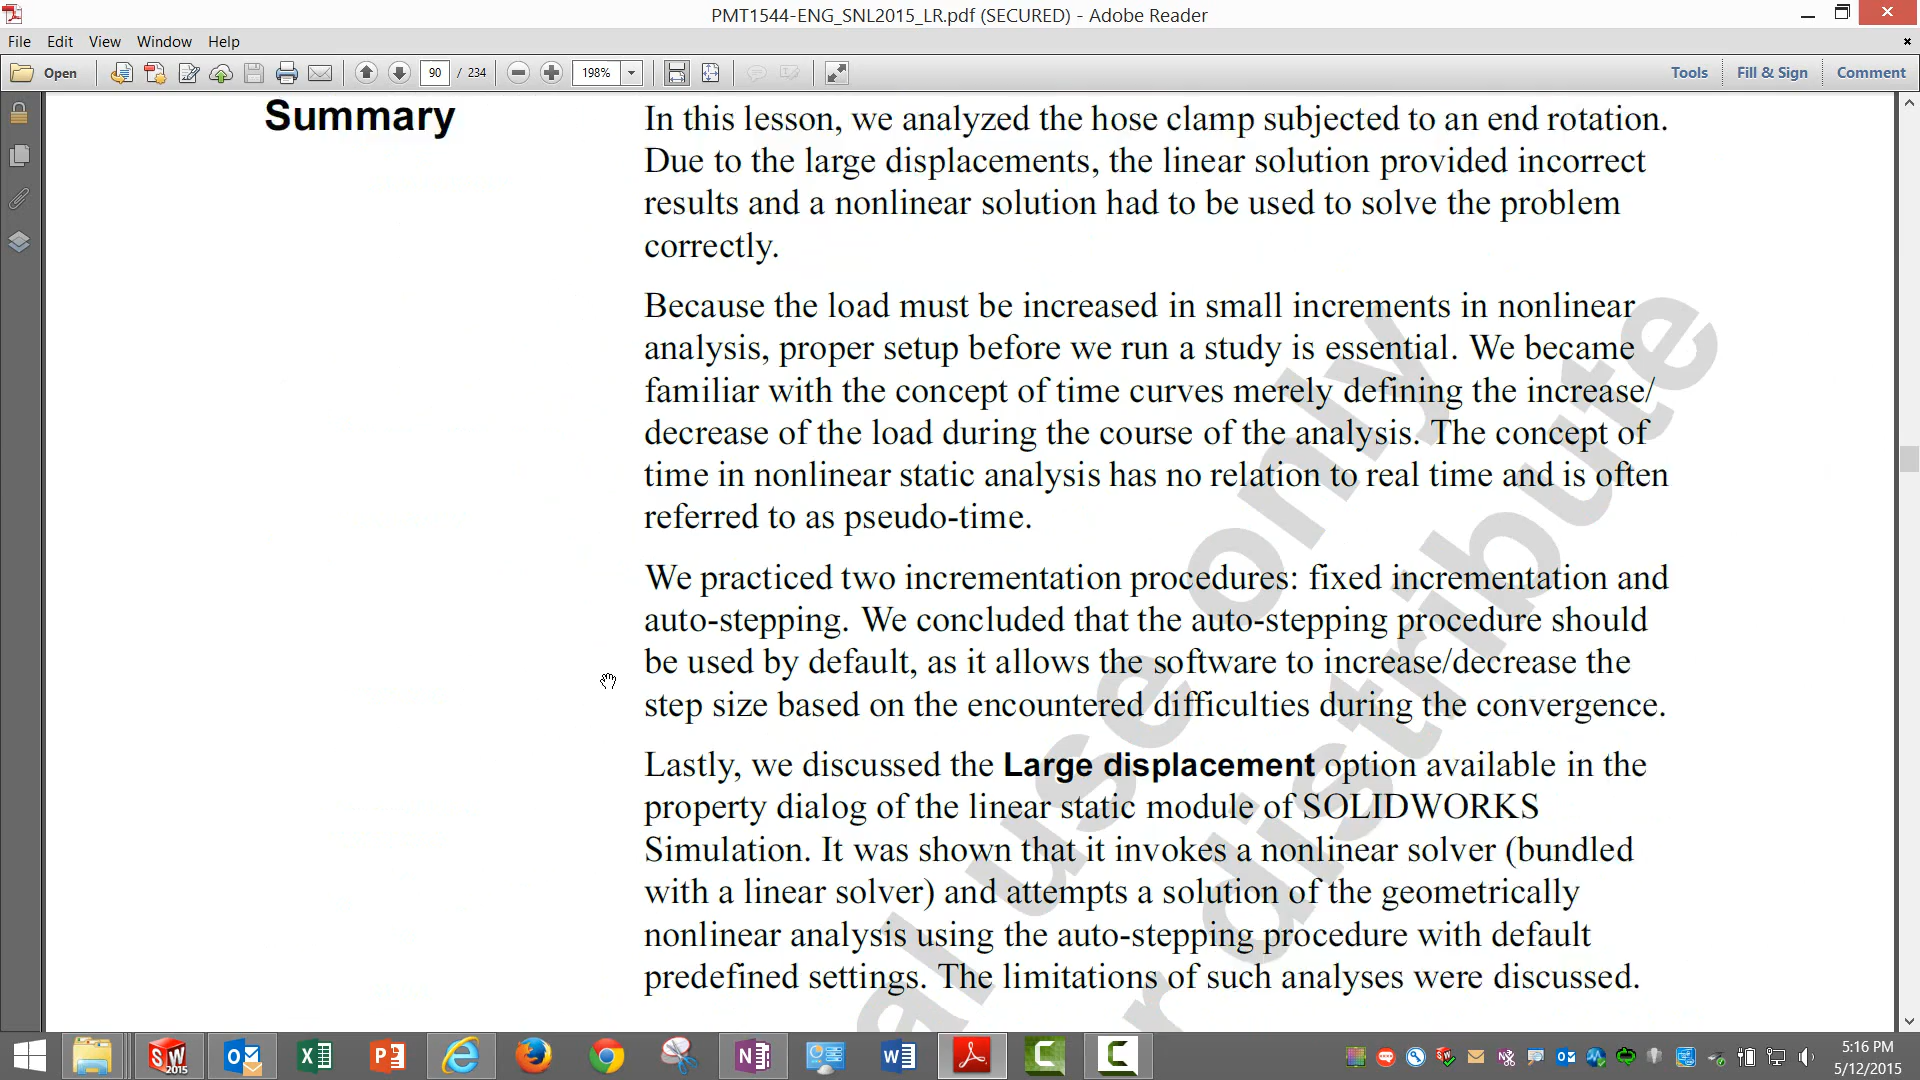 PMT1544-ENG_SNL2015_LR.pdf (SECURED) - Adobe Reader
File Edit View Window Help
Open 90 / 234 198% Tools Fill & Sign Comment
Summary
In this lesson, we analyzed the hose clamp subjected to an end rotation.
Due to the large displacements, the linear solution provided incorrect
results and a nonlinear solution had to be used to solve the problem
correctly.
Because the load must be increased in small increments in nonlinear
analysis, proper setup before we run a study is essential. We became
familiar with the concept of time curves merely defining the increase/
decrease of the load during the course of the analysis. The concept of
time in nonlinear static analysis has no relation to real time and is often
referred to as pseudo-time.
We practiced two incrementation procedures: fixed incrementation and
auto-stepping. We concluded that the auto-stepping procedure should
be used by default, as it allows the software to increase/decrease the
step size based on the encountered difficulties during the convergence.
Lastly, we discussed the Large displacement option available in the
property dialog of the linear static module of SOLIDWORKS
Simulation. It was shown that it invokes a nonlinear solver (bundled
with a linear solver) and attempts a solution of the geometrically
nonlinear analysis using the auto-stepping procedure with default
predefined settings. The limitations of such analyses were discussed.
al use only
r distribute
SW
2015
5:16 PM
5/12/2015